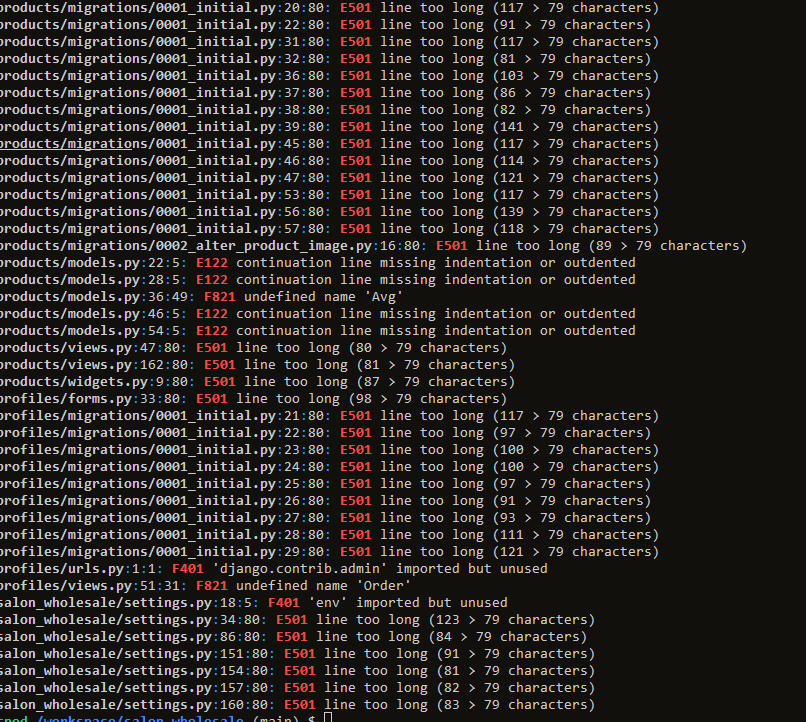 products/migrations/0001_initial.py:20:80: E501 line too long (117 > 79 characters)
products/migrations/0001_initial.py:22:80: E501 line too long (91 > 79 characters)
products/migrations/0001_initial.py:31:80: E501 line too long (117 > 79 characters)
products/migrations/0001_initial.py:32:80: E501 line too long (81 > 79 characters)
products/migrations/0001_initial.py:36:80: E501 line too long (103 > 79 characters)
products/migrations/0001_initial.py:37:80: E501 line too long (86 > 79 characters)
products/migrations/0001_initial.py:38:80: E501 line too long (82 > 79 characters)
products/migrations/0001_initial.py:39:80: E501 line too long (141 > 79 characters)
products/migrations/0001_initial.py:45:80: E501 line too long (117 > 79 characters)
products/migrations/0001_initial.py:46:80: E501 line too long (114 > 79 characters)
products/migrations/0001_initial.py:47:80: E501 line too long (121 > 79 characters)
products/migrations/0001_initial.py:53:80: E501 line too long (117 > 79 characters)
products/migrations/0001_initial.py:56:80: E501 line too long (139 > 79 characters)
products/migrations/0001_initial.py:57:80: E501 line too long (118 > 79 characters)
products/migrations/0002_alter_product_image.py:16:80: E501 line too long (89 > 79 characters)
products/models.py:22:5: E122 continuation line missing indentation or outdented
products/models.py:28:5: E122 continuation line missing indentation or outdented
products/models.py:36:49: F821 undefined name 'Avg'
products/models.py:46:5: E122 continuation line missing indentation or outdented
products/models.py:54:5: E122 continuation line missing indentation or outdented
products/views.py:47:80: E501 line too long (80 > 79 characters)
products/views.py:162:80: E501 line too long (81 > 79 characters)
products/widgets.py:9:80: E501 line too long (87 > 79 characters)
profiles/forms.py:33:80: E501 line too long (98 > 79 characters)
profiles/migrations/0001_initial.py:21:80: E501 line too long (117 > 79 characters)
profiles/migrations/0001_initial.py:22:80: E501 line too long (97 > 79 characters)
profiles/migrations/0001_initial.py:23:80: E501 line too long (100 > 79 characters)
profiles/migrations/0001_initial.py:24:80: E501 line too long (100 > 79 characters)
profiles/migrations/0001_initial.py:25:80: E501 line too long (97 > 79 characters)
profiles/migrations/0001_initial.py:26:80: E501 line too long (91 > 79 characters)
profiles/migrations/0001_initial.py:27:80: E501 line too long (93 > 79 characters)
profiles/migrations/0001_initial.py:28:80: E501 line too long (111 > 79 characters)
profiles/migrations/0001_initial.py:29:80: E501 line too long (121 > 79 characters)
profiles/urls.py:1:1: F401 'django.contrib.admin' imported but unused
profiles/views.py:51:31: F821 undefined name 'Order'
salon_wholesale/settings.py:18:5: F401 'env' imported but unused
salon_wholesale/settings.py:34:80: E501 line too long (123 > 79 characters)
salon_wholesale/settings.py:86:80: E501 line too long (84 > 79 characters)
salon_wholesale/settings.py:151:80: E501 line too long (91 > 79 characters)
salon_wholesale/settings.py:154:80: E501 line too long (81 > 79 characters)
salon_wholesale/settings.py:157:80: E501 line too long (82 > 79 characters)
salon_wholesale/settings.py:160:80: E501 line too long (83 > 79 characters)
/workspace/salon_wholesale (main) $